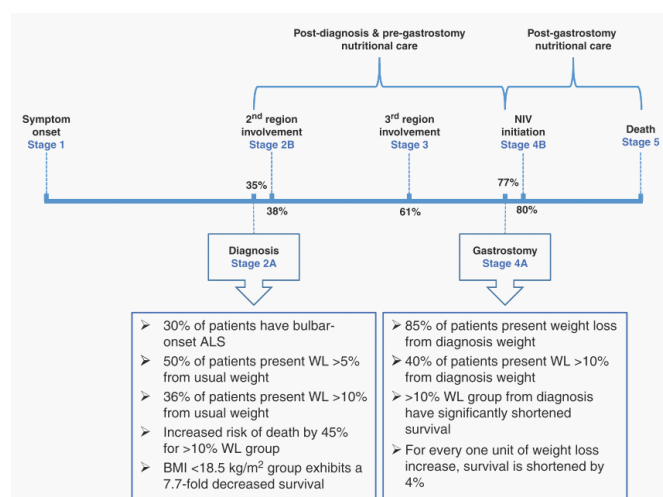 Post-diagnosis & pre-gastrostomy
nutritional care
Post-gastrostomy
nutritional care
Symptom
onset
Stage 1
2nd region
involvement
Stage 2B
3rd region
involvement
Stage 3
NIV
initiation
Stage 4B
Death
Stage 5
35%
38%
61%
77%
80%
Diagnosis
Stage 2A
Gastrostomy
Stage 4A
➢ 30% of patients have bulbar-
onset ALS
➢ 50% of patients present WL >5%
from usual weight
➢ 36% of patients present WL >10%
from usual weight
➢ Increased risk of death by 45%
for >10% WL group
➢ BMI <18.5 kg/m2 group exhibits a
7.7-fold decreased survival
➢ 85% of patients present weight loss
from diagnosis weight
➢ 40% of patients present WL >10%
from diagnosis weight
➢ >10% WL group from diagnosis
have significantly shortened
survival
➢ For every one unit of weight loss
increase, survival is shortened by
4%